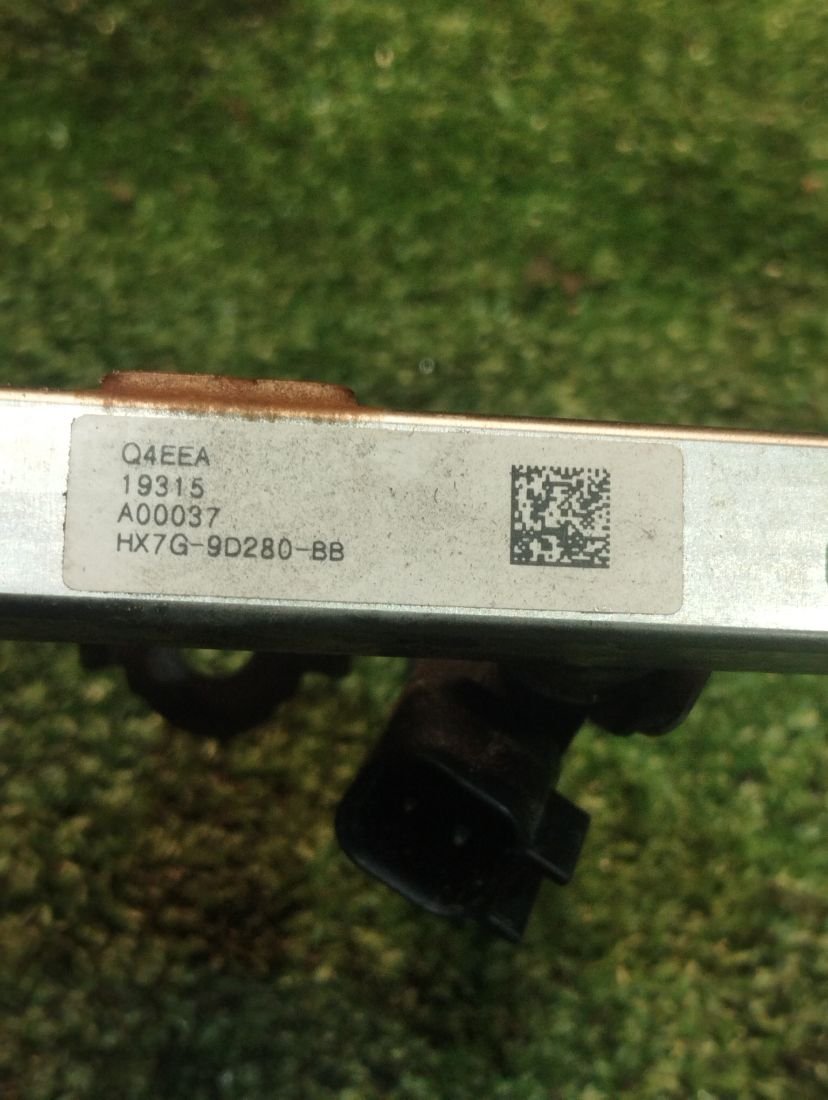 Q4EEA
19315
A00037
HX7G-9D280-BB